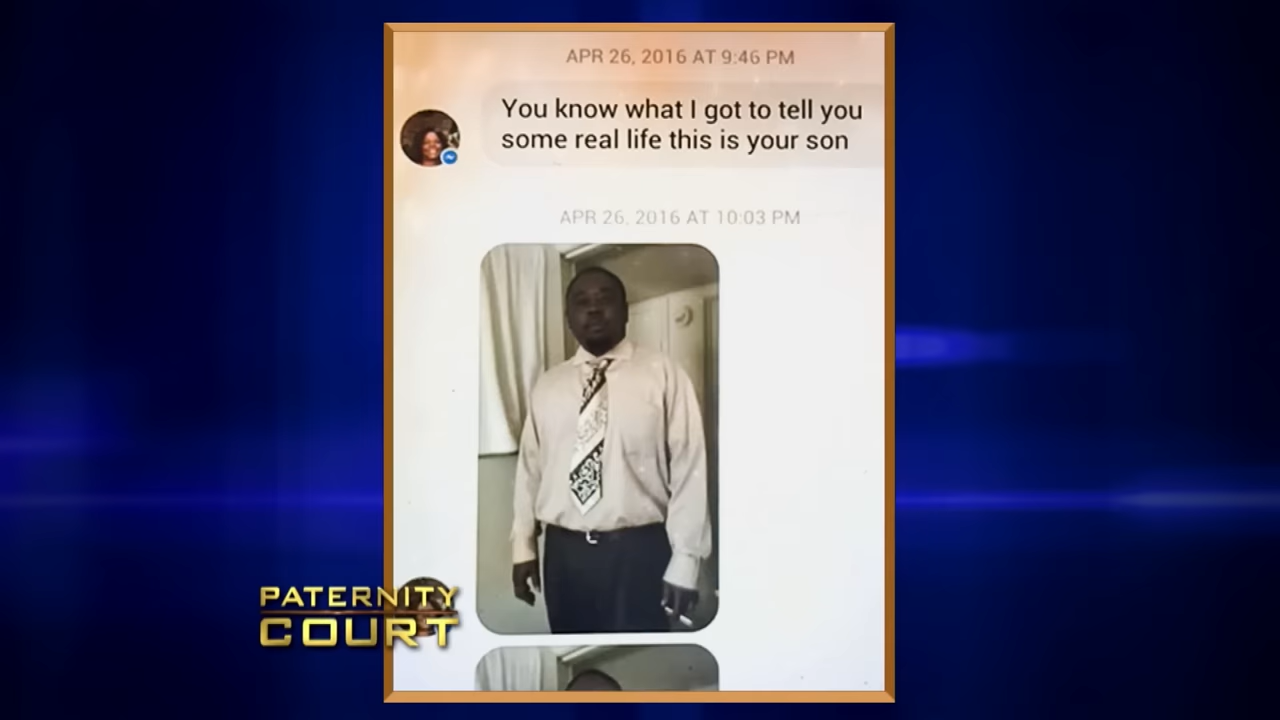 APR 26, 2016 AT 9:46 PM
You know what I got to tell you
some real life this is your son
APR 26, 2016 AT 10:03 PM
PATERNITY
COURT